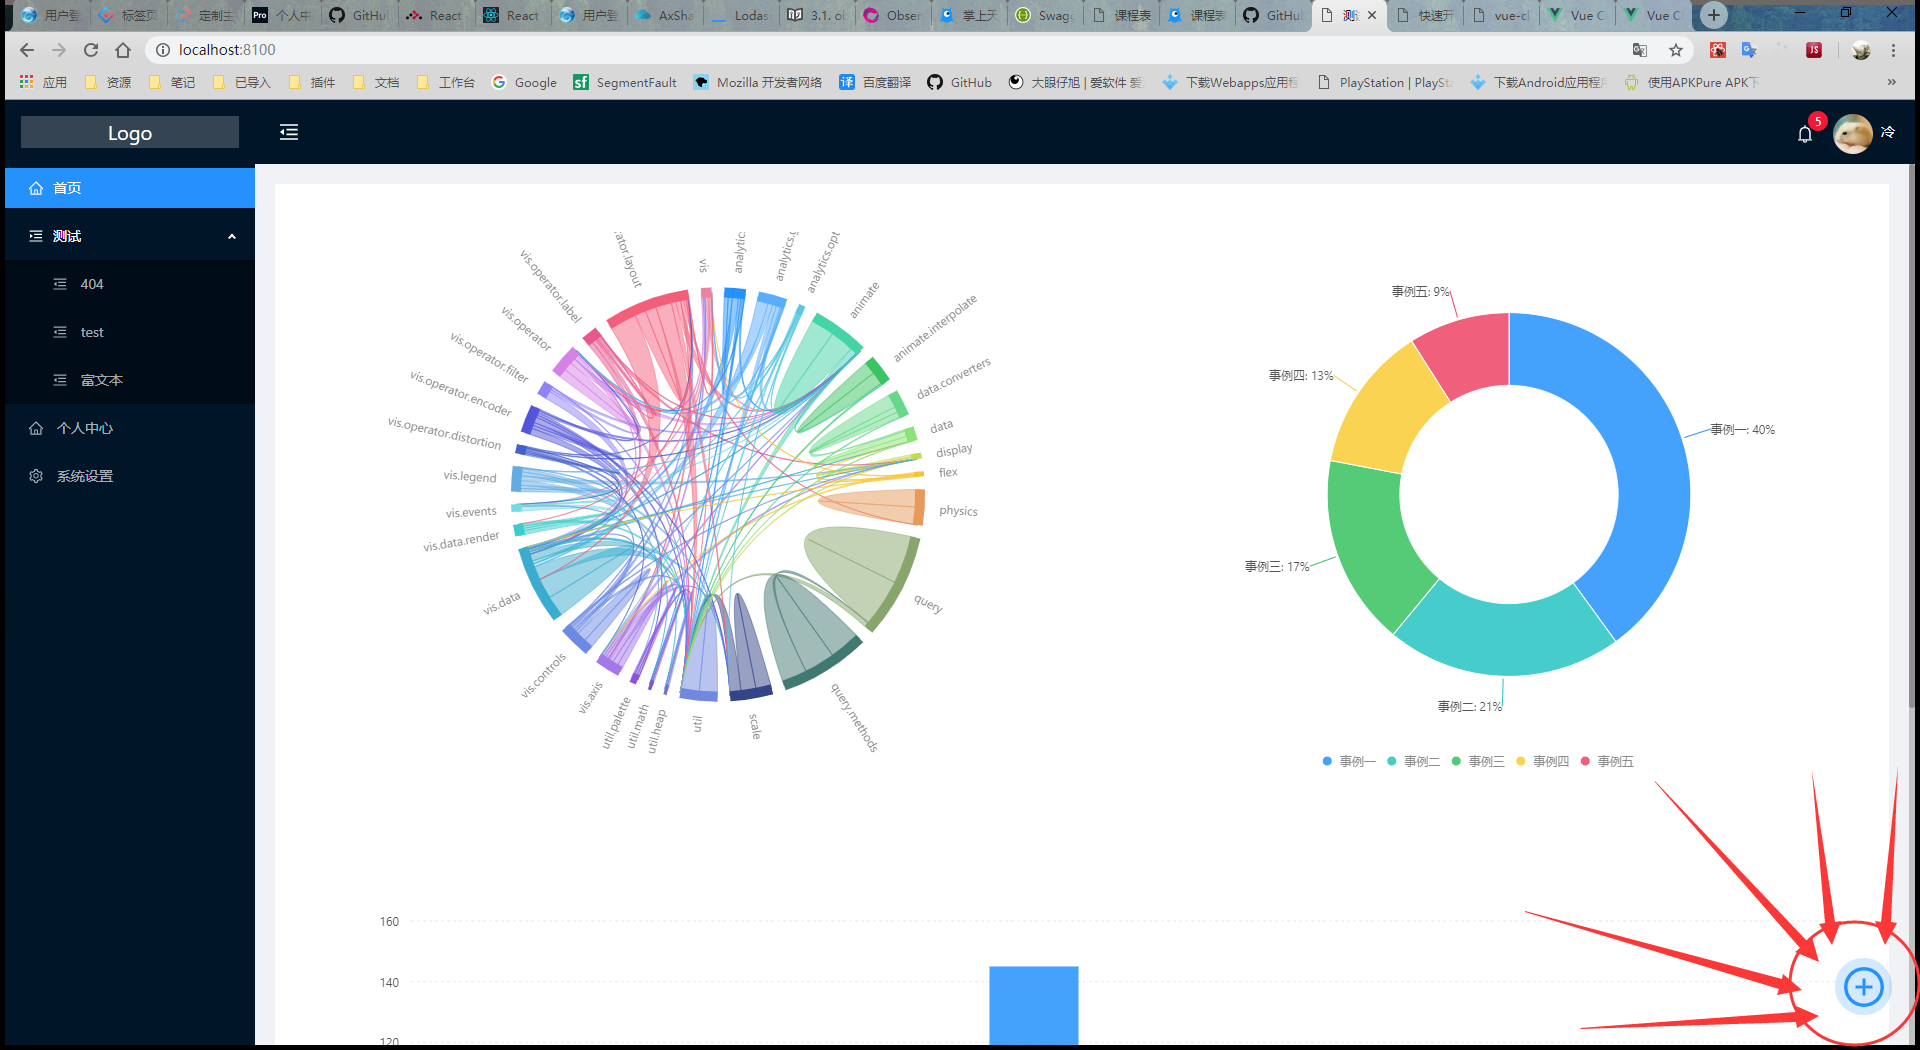 用户登
标签页
定制主
Pro 个人中
GitHu
React
React
用户登
AxSha
Lodas
3.1. ol
Obser
掌上天
Swagg
课程表
课程表
GitHu
测试
快速开
vue-cl
Vue C
Vue C
localhost:8100
应用
资源
笔记
已导入
插件
文档
工作台
Google
sf SegmentFault
Mozilla 开发者网络
译 百度翻译
GitHub
大眼仔旭 | 爱软件 爱
下载Webapps应用程
PlayStation | PlaySta
下载Android应用程序
使用APKPure APK下
»
Logo
5
冷
首页
测试
404
test
富文本
个人中心
系统设置
vis
analytic
analytics.
analytics.opt
animate
animate.interpolate
data.converters
data
display
flex
physics
query
query.methods
scale
util
util.heap
util.math
util.palette
vis.axis
vis.controls
vis.data
vis.data.render
vis.events
vis.legend
vis.operator.distortion
vis.operator.encoder
vis.operator.filter
vis.operator
vis.operator.label
rator.layout
事例五: 9%
事例四: 13%
事例一: 40%
事例三: 17%
事例二: 21%
事例一 事例二 事例三 事例四 事例五
160
140
120